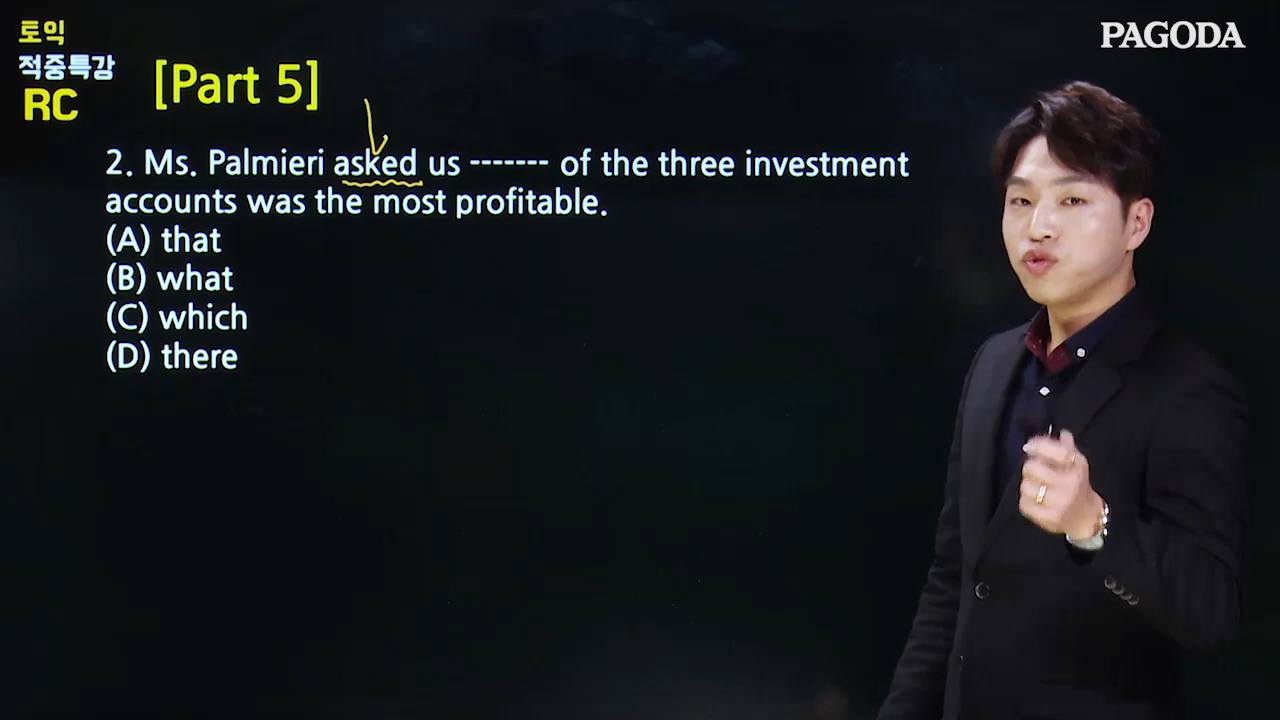 토익
적중특강
RC
[Part 5]
PAGODA
2. Ms. Palmieri asked us ------- of the three investment
accounts was the most profitable.
(A) that
(B) what
(C) which
(D) there